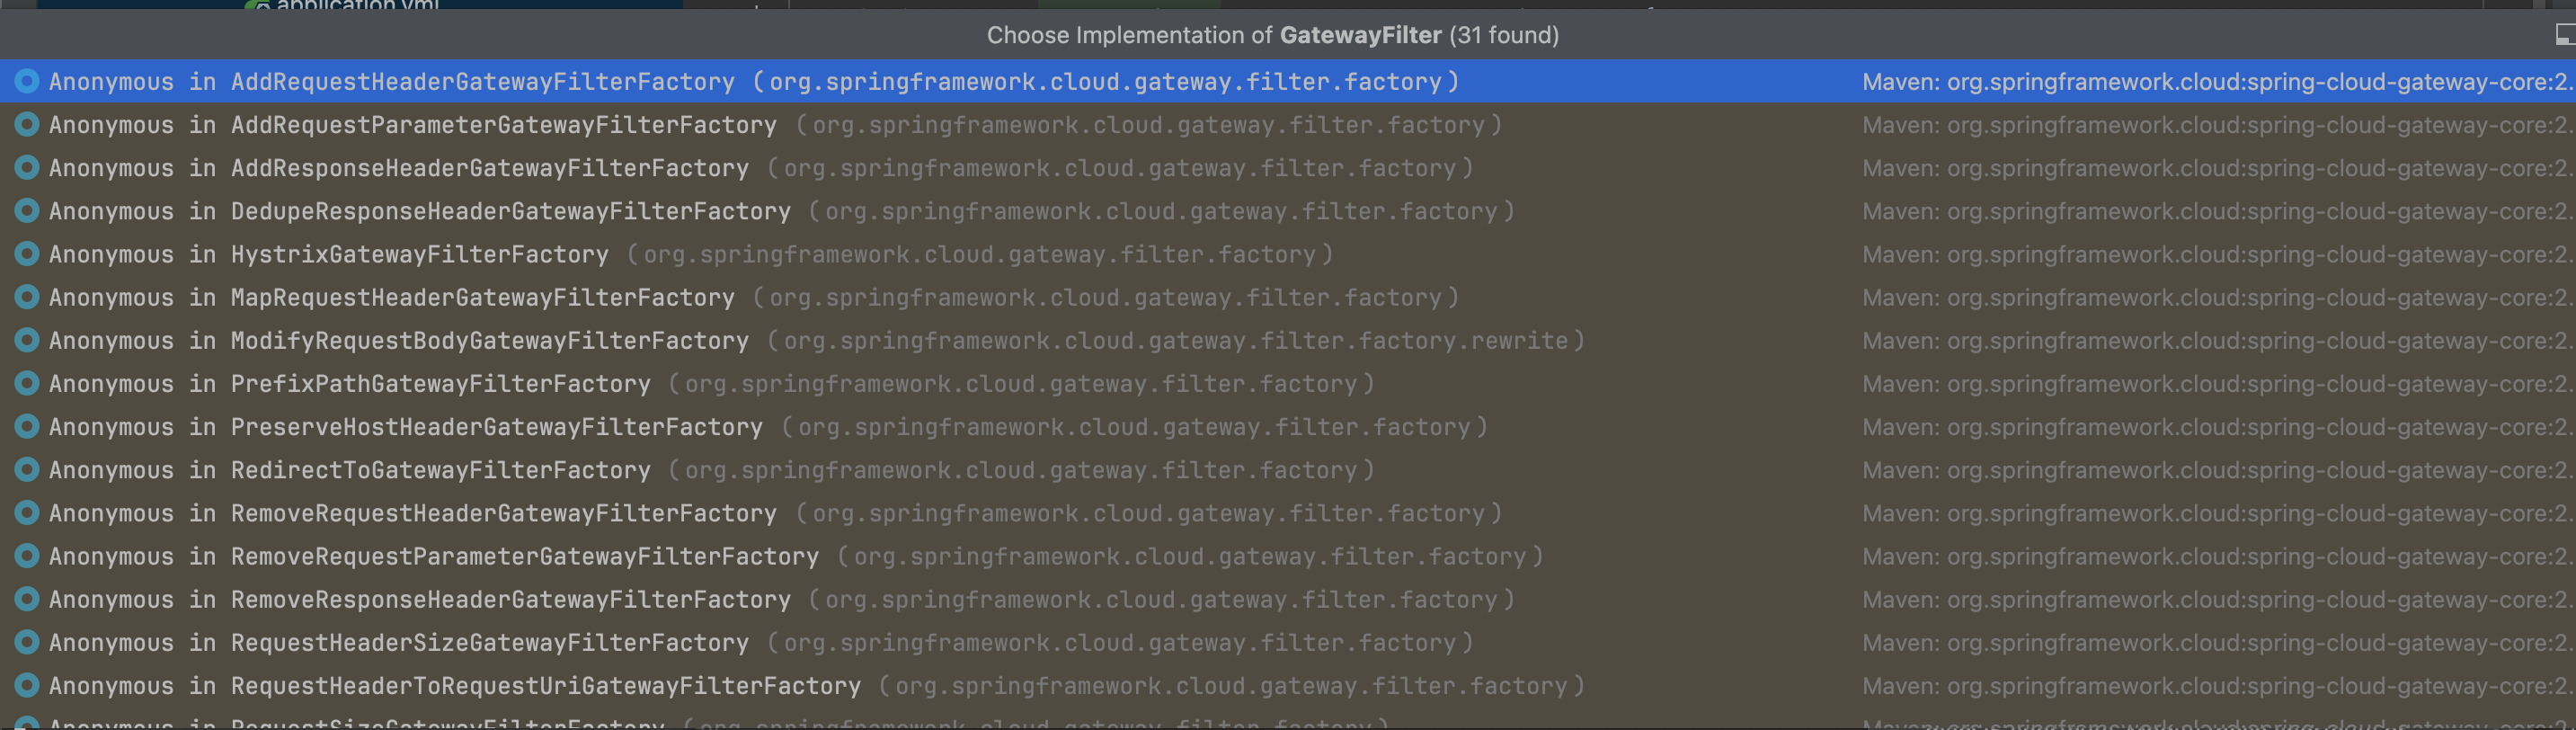 application.yml
Choose Implementation of GatewayFilter (31 found)
Anonymous in AddRequestHeaderGatewayFilterFactory (org.springframework.cloud.gateway.filter.factory) Maven: org.springframework.cloud:spring-cloud-gateway-core:2.
Anonymous in AddRequestParameterGatewayFilterFactory (org.springframework.cloud.gateway.filter.factory) Maven: org.springframework.cloud:spring-cloud-gateway-core:2.
Anonymous in AddResponseHeaderGatewayFilterFactory (org.springframework.cloud.gateway.filter.factory) Maven: org.springframework.cloud:spring-cloud-gateway-core:2.
Anonymous in DedupeResponseHeaderGatewayFilterFactory (org.springframework.cloud.gateway.filter.factory) Maven: org.springframework.cloud:spring-cloud-gateway-core:2.
Anonymous in HystrixGatewayFilterFactory (org.springframework.cloud.gateway.filter.factory) Maven: org.springframework.cloud:spring-cloud-gateway-core:2.
Anonymous in MapRequestHeaderGatewayFilterFactory (org.springframework.cloud.gateway.filter.factory) Maven: org.springframework.cloud:spring-cloud-gateway-core:2.
Anonymous in ModifyRequestBodyGatewayFilterFactory (org.springframework.cloud.gateway.filter.factory.rewrite) Maven: org.springframework.cloud:spring-cloud-gateway-core:2.
Anonymous in PrefixPathGatewayFilterFactory (org.springframework.cloud.gateway.filter.factory) Maven: org.springframework.cloud:spring-cloud-gateway-core:2.
Anonymous in PreserveHostHeaderGatewayFilterFactory (org.springframework.cloud.gateway.filter.factory) Maven: org.springframework.cloud:spring-cloud-gateway-core:2.
Anonymous in RedirectToGatewayFilterFactory (org.springframework.cloud.gateway.filter.factory) Maven: org.springframework.cloud:spring-cloud-gateway-core:2.
Anonymous in RemoveRequestHeaderGatewayFilterFactory (org.springframework.cloud.gateway.filter.factory) Maven: org.springframework.cloud:spring-cloud-gateway-core:2.
Anonymous in RemoveRequestParameterGatewayFilterFactory (org.springframework.cloud.gateway.filter.factory) Maven: org.springframework.cloud:spring-cloud-gateway-core:2.
Anonymous in RemoveResponseHeaderGatewayFilterFactory (org.springframework.cloud.gateway.filter.factory) Maven: org.springframework.cloud:spring-cloud-gateway-core:2.
Anonymous in RequestHeaderSizeGatewayFilterFactory (org.springframework.cloud.gateway.filter.factory) Maven: org.springframework.cloud:spring-cloud-gateway-core:2.
Anonymous in RequestHeaderToRequestUriGatewayFilterFactory (org.springframework.cloud.gateway.filter.factory) Maven: org.springframework.cloud:spring-cloud-gateway-core:2.
Anonymous in RequestSizeGatewayFilterFactory (org.springframework.cloud.gateway.filter.factory)